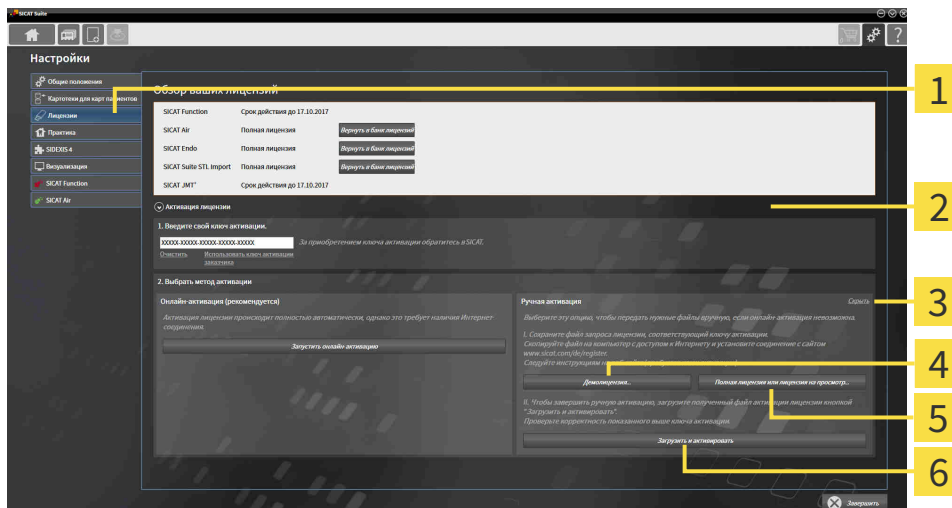 SICAT Suite
Настройки
Общие положения
Картотеки для карт пациентов
Лицензии
Практика
SIDEXIS 4
Визуализация
SICAT Function
SICAT Air
Обзор ваших лицензий
SICAT Function Срок действия до 17.10.2017
SICAT Air Полная лицензия Вернуть в банк лицензий
SICAT Endo Полная лицензия Вернуть в банк лицензий
SICAT Suite STL Import Полная лицензия Вернуть в банк лицензий
SICAT JMT+ Срок действия до 17.10.2017
Активация лицензии
1. Введите свой ключ активации.
XXXXX-XXXXX-XXXXX-XXXXX-XXXXX
За приобретением ключа активации обратитесь в SICAT.
Очистить
Использовать ключ активации
заказчика
2. Выбрать метод активации
Онлайн-активация (рекомендуется)
Активация лицензии происходит полностью автоматически, однако это требует наличия Интернет-
соединения.
Запустить онлайн-активацию
Ручная активация
Скрыть
Выберите эту опцию, чтобы передать нужные файлы вручную, если онлайн-активация невозможна.
I. Сохраните файл запроса лицензии, соответствующий ключу активации.
Скопируйте файл на компьютер с доступом к Интернету и установите соединение с сайтом
www.sicat.com/de/register.
Следуйте инструкциям
Демолицензия...
Полная лицензия или лицензия на просмотр...
II. Чтобы завершить ручную активацию, загрузите полученный файл активации лицензии кнопкой
"Загрузить и активировать".
Проверьте корректность показанного выше ключа активации.
Загрузить и активировать
Завершить
1
2
3
4
5
6